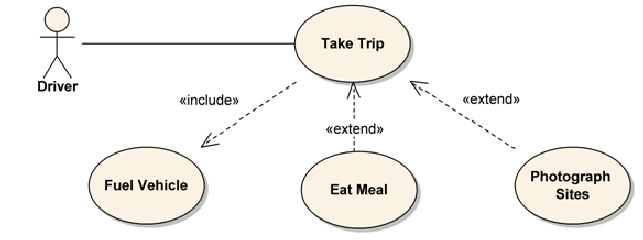 Take Trip
Driver
«include»
«extend»
«extend»
Fuel Vehicle
Eat Meal
Photograph
Sites